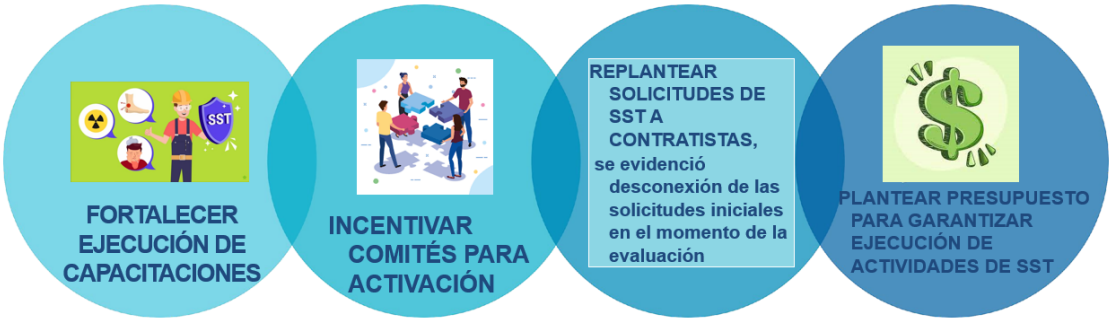 SST
FORTALECER
EJECUCIÓN DE
CAPACITACIONES
INCENTIVAR
COMITÉS PARA
ACTIVACIÓN
REPLANTEAR
SOLICITUDES DE
SST A
CONTRATISTAS,
se evidenció
desconexión de las
solicitudes iniciales
en el momento de la
evaluación
PLANTEAR PRESUPUESTO
PARA GARANTIZAR
EJECUCIÓN DE
ACTIVIDADES DE SST